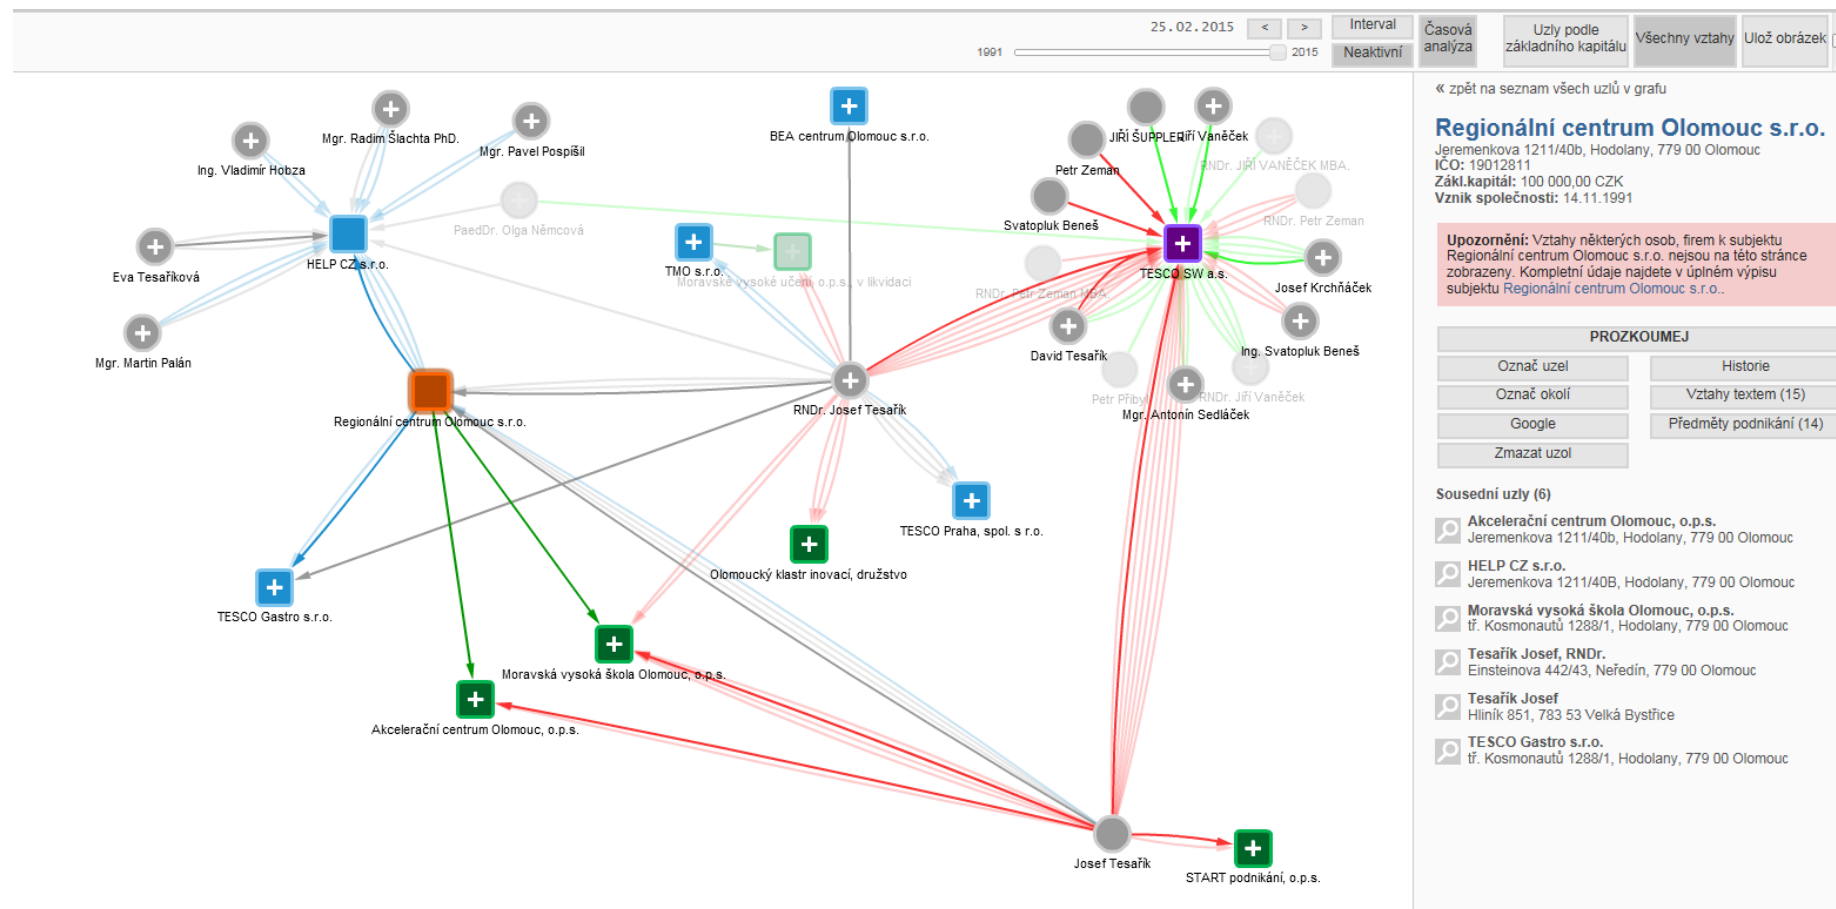 25.02.2015
<
>
Interval
Neaktivní
1991
2015
Časová
analýza
Uzly podle
základního kapitálu
Všechny vztahy
Ulož obrázek
Mgr. Radim Šlachta PhD.
Mgr. Pavel Pospíšil
Ing. Vladimír Hobza
PaedDr. Olga Němcová
Eva Tesaříková
HELP CZ s.r.o.
Mgr. Martin Palán
Regionální centrum Olomouc s.r.o.
BEA centrum Olomouc s.r.o.
TMO s.r.o.
Moravské vysoké učení o.p.s., v likvidaci
RNDr. Josef Tesařík
JIŘÍ ŠUPPLER
Jiří Vaněček
Petr Zeman
RNDr. JIŘÍ VANĚČEK MBA.
Svatopluk Beneš
RNDr. Petr Zeman
TESCO SW a.s.
RNDr. Petr Zeman MBA.
Josef Krchňáček
David Tesařík
Ing. Svatopluk Beneš
Petr Přibyl
RNDr. Jiří Vaněček
Mgr. Antonín Sedláček
TESCO Praha, spol. s r.o.
Olomoucký klastr inovací, družstvo
TESCO Gastro s.r.o.
Moravská vysoká škola Olomouc, o.p.s.
Akcelerační centrum Olomouc, o.p.s.
Josef Tesařík
START podnikání, o.p.s.
« zpět na seznam všech uzlů v grafu
Regionální centrum Olomouc s.r.o.
Jeremenkova 1211/40b, Hodolany, 779 00 Olomouc
IČO: 19012811
Zákl.kapitál: 100 000,00 CZK
Vznik společnosti: 14.11.1991
Upozornění: Vztahy některých osob, firem k subjektu
Regionální centrum Olomouc s.r.o. nejsou na této stránce
zobrazeny. Kompletní údaje najdete v úplném výpisu
subjektu Regionální centrum Olomouc s.r.o..
PROZKOUMEJ
Označ uzel
Historie
Označ okolí
Vztahy textem (15)
Google
Předměty podnikání (14)
Zmazat uzol
Sousední uzly (6)
Akcelerační centrum Olomouc, o.p.s.
Jeremenkova 1211/40b, Hodolany, 779 00 Olomouc
HELP CZ s.r.o.
Jeremenkova 1211/40B, Hodolany, 779 00 Olomouc
Moravská vysoká škola Olomouc, o.p.s.
tř. Kosmonautů 1288/1, Hodolany, 779 00 Olomouc
Tesařík Josef, RNDr.
Einsteinova 442/43, Neředín, 779 00 Olomouc
Tesařík Josef
Hliník 851, 783 53 Velká Bystřice
TESCO Gastro s.r.o.
tř. Kosmonautů 1288/1, Hodolany, 779 00 Olomouc